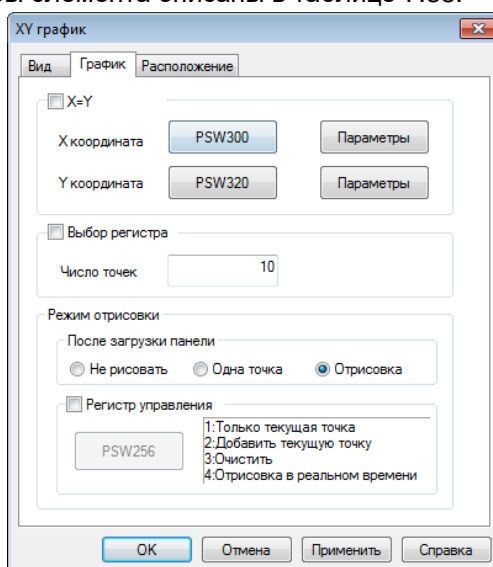 XY график
Вид График Расположение
X=Y
X координата PSW300 Параметры
Y координата PSW320 Параметры
Выбор регистра
Число точек 10
Режим отрисовки
После загрузки панели
Не рисовать Одна точка Отрисовка
Регистр управления
PSW256
1:Только текущая точка
2:Добавить текущую точку
3:Очистить
4:Отрисовка в реальном времени
OK Отмена Применить Справка